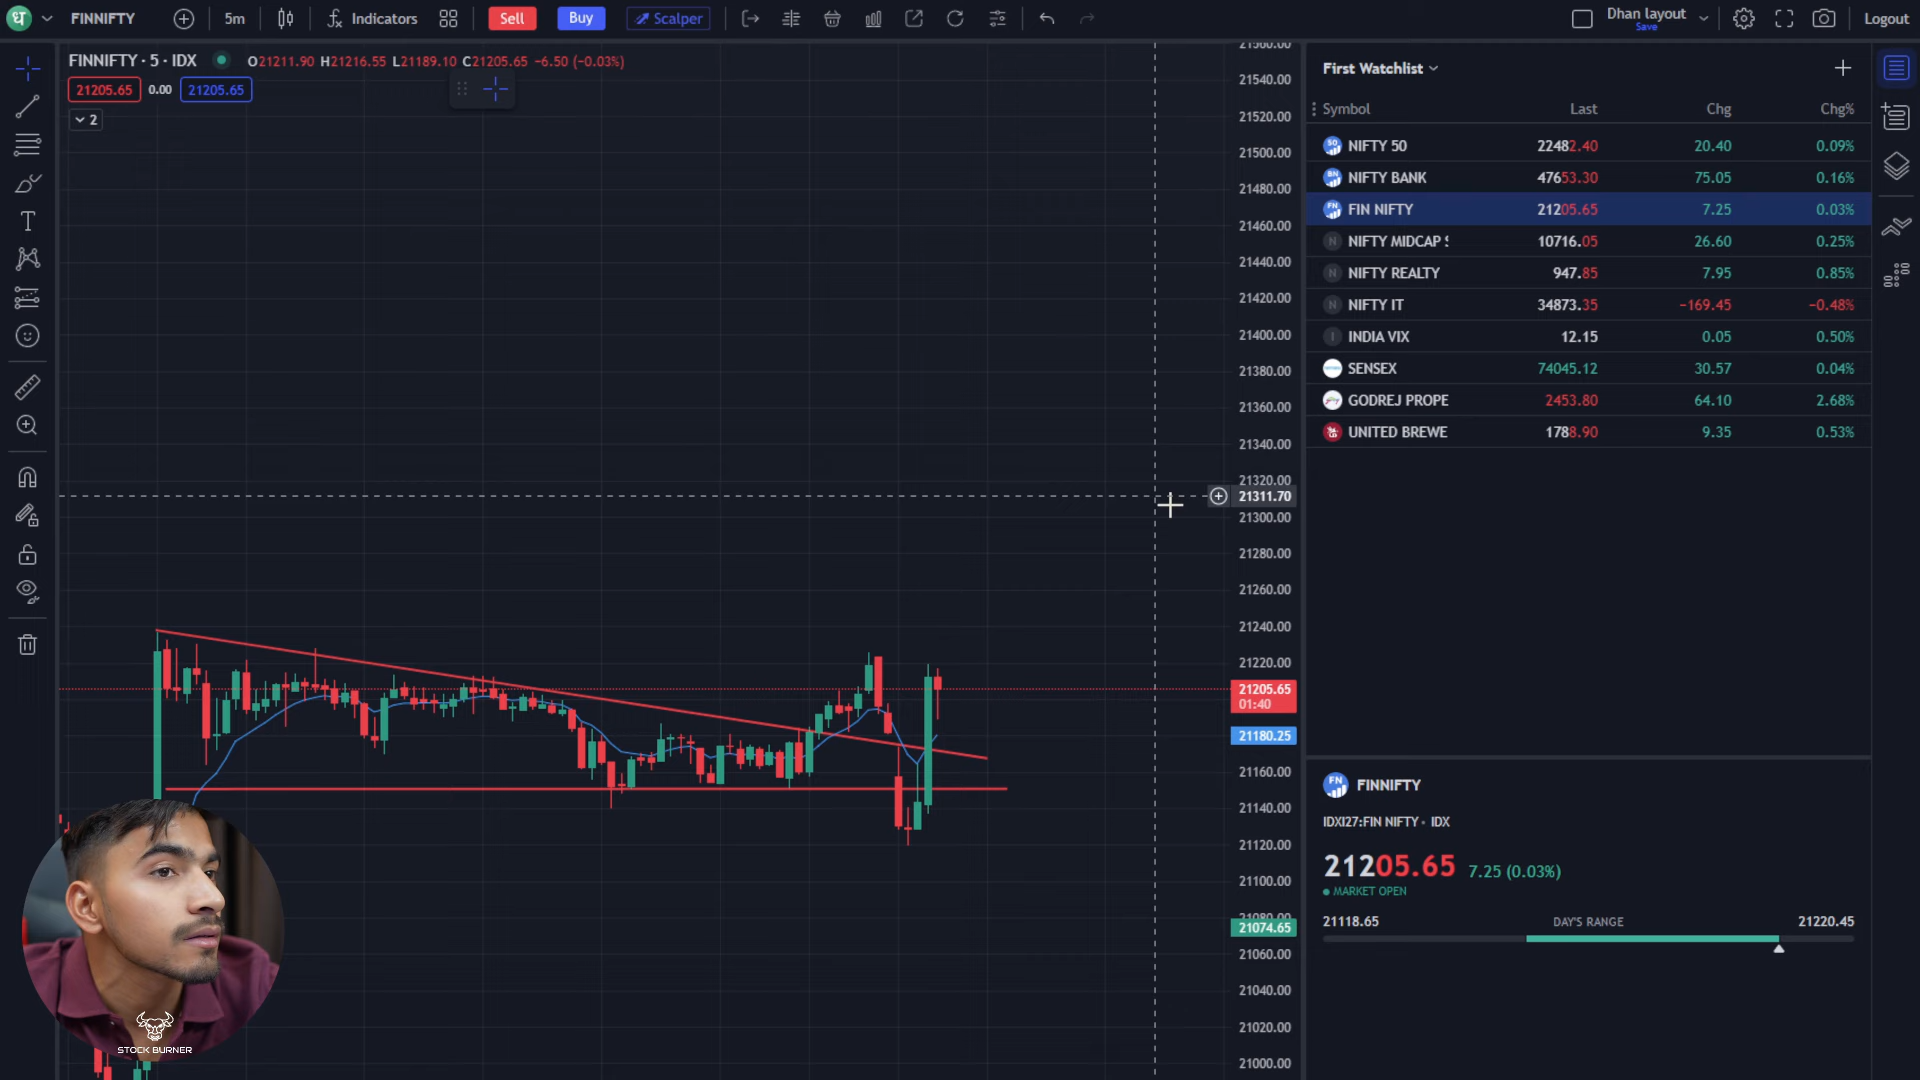 ध FINNIFTY 5m Indicators Sell Buy Scalper Dhan layout Logout
Save
FINNIFTY · 5 · IDX O21211.90 H21216.55 L21189.10 C21205.65 −6.50 (−0.03%)
21205.65 0.00 21205.65
2
T
21560.00
21540.00
21520.00
21500.00
21480.00
21460.00
21440.00
21420.00
21400.00
21380.00
21360.00
21340.00
21320.00
21311.70
21300.00
21280.00
21260.00
21240.00
21220.00
21205.65
01:40
21180.25
21160.00
21140.00
21120.00
21100.00
21080.00
21074.65
21060.00
21040.00
21020.00
21000.00
First Watchlist
Symbol Last Chg Chg%
50 NIFTY 50 22482.40 20.40 0.09%
BN NIFTY BANK 47653.30 75.05 0.16%
FN FIN NIFTY 21205.65 7.25 0.03%
N NIFTY MIDCAP 10716.05 26.60 0.25%
N NIFTY REALTY 947.85 7.95 0.85%
N NIFTY IT 34873.35 −169.45 −0.48%
I INDIA VIX 12.15 0.05 0.50%
SENSEX 74045.12 30.57 0.04%
GODREJ PROPE 2453.80 64.10 2.68%
UNITED BREWE 1788.90 9.35 0.53%
FN FINNIFTY
IDXI27:FIN NIFTY · IDX
21205.65 7.25 (0.03%)
MARKET OPEN
21118.65 DAY'S RANGE 21220.45
STOCK BURNER